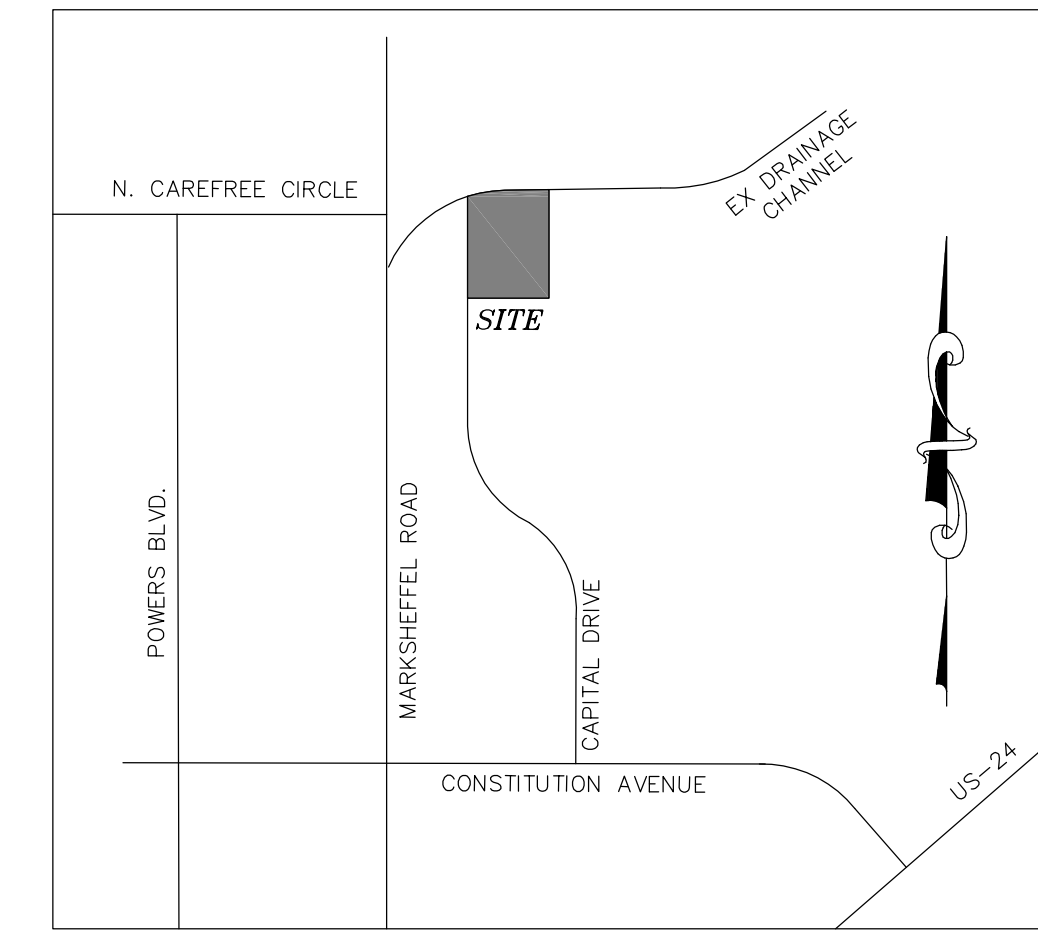 N. CAREFREE CIRCLE
EX DRAINAGE
CHANNEL
SITE
POWERS BLVD.
MARKSHEFFEL ROAD
CAPITAL DRIVE
CONSTITUTION AVENUE
US-24